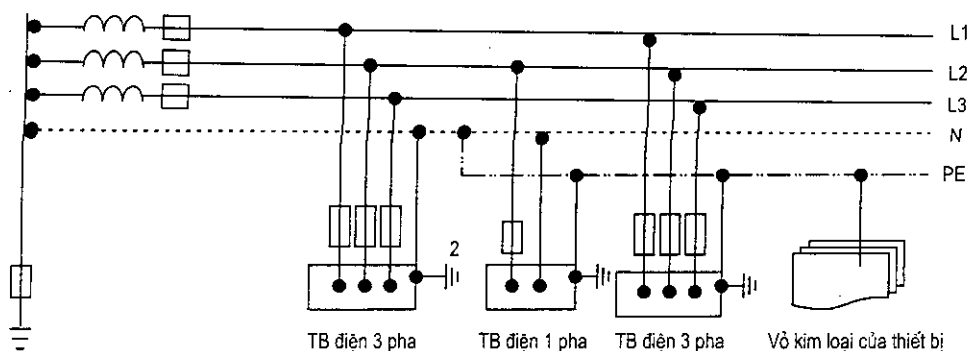 L1
L2
L3
N
PE
2
TB điện 3 pha
TB điện 1 pha
TB điện 3 pha
Vỏ kim loại của thiết bị